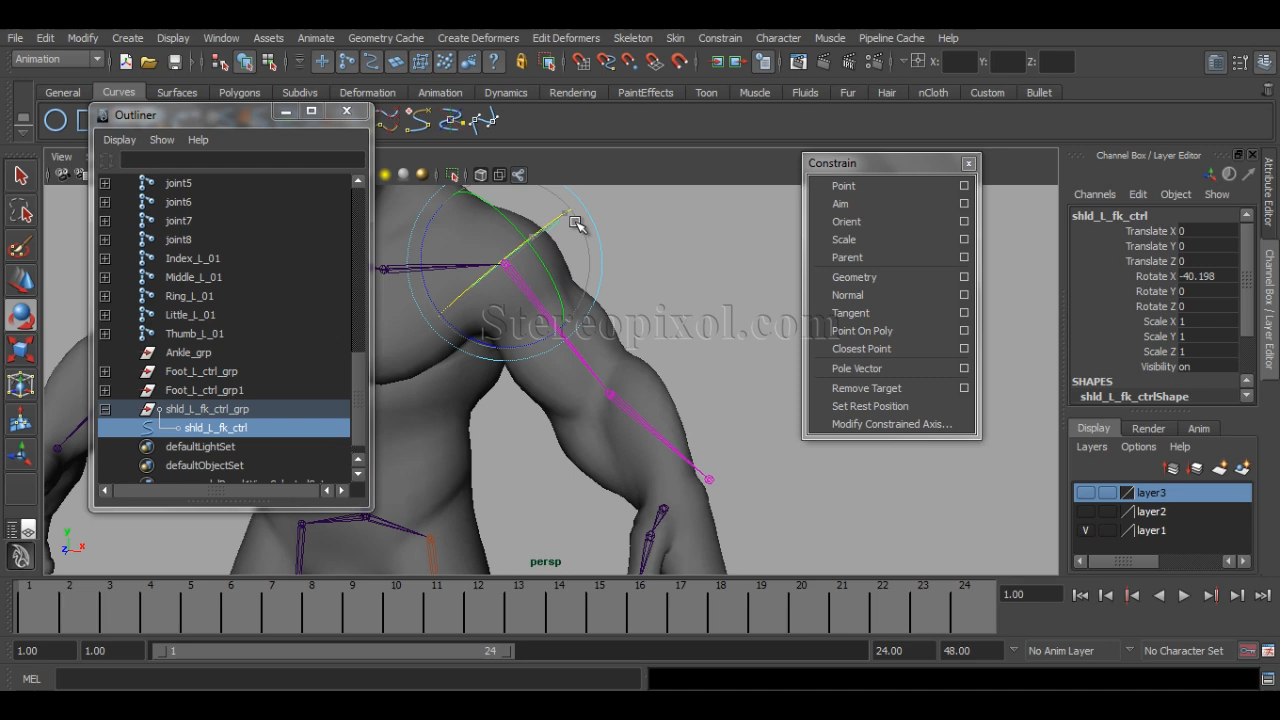 File Edit Modify Create Display Window Assets Animate Geometry Cache Create Deformers Edit Deformers Skeleton Skin Constrain Character Muscle Pipeline Cache Help
Animation
X: Y: Z:
General Curves Surfaces Polygons Subdivs Deformation Animation Dynamics Rendering PaintEffects Toon Muscle Fluids Fur Hair nCloth Custom Bullet
Outliner
Display Show Help
joint5
joint6
joint7
joint8
Index_L_01
Middle_L_01
Ring_L_01
Little_L_01
Thumb_L_01
Ankle_grp
Foot_L_ctrl_grp
Foot_L_ctrl_grp1
shld_L_fk_ctrl_grp
shld_L_fk_ctrl
defaultLightSet
defaultObjectSet
View
Stereopixol.com
persp
Constrain
Point
Aim
Orient
Scale
Parent
Geometry
Normal
Tangent
Point On Poly
Closest Point
Pole Vector
Remove Target
Set Rest Position
Modify Constrained Axis...
Channel Box / Layer Editor
Channels Edit Object Show
shld_L_fk_ctrl
Translate X 0
Translate Y 0
Translate Z 0
Rotate X -40.198
Rotate Y 0
Rotate Z 0
Scale X 1
Scale Y 1
Scale Z 1
Visibility on
SHAPES
shld_L_fk_ctrlShape
Display Render Anim
Layers Options Help
layer3
layer2
V layer1
Attribute Editor
Channel Box / Layer Editor
y
z x
1 2 3 4 5 6 7 8 9 10 11 12 13 14 15 16 17 18 19 20 21 22 23 24
1.00
1.00 1.00 1 24 24.00 48.00 No Anim Layer No Character Set
MEL